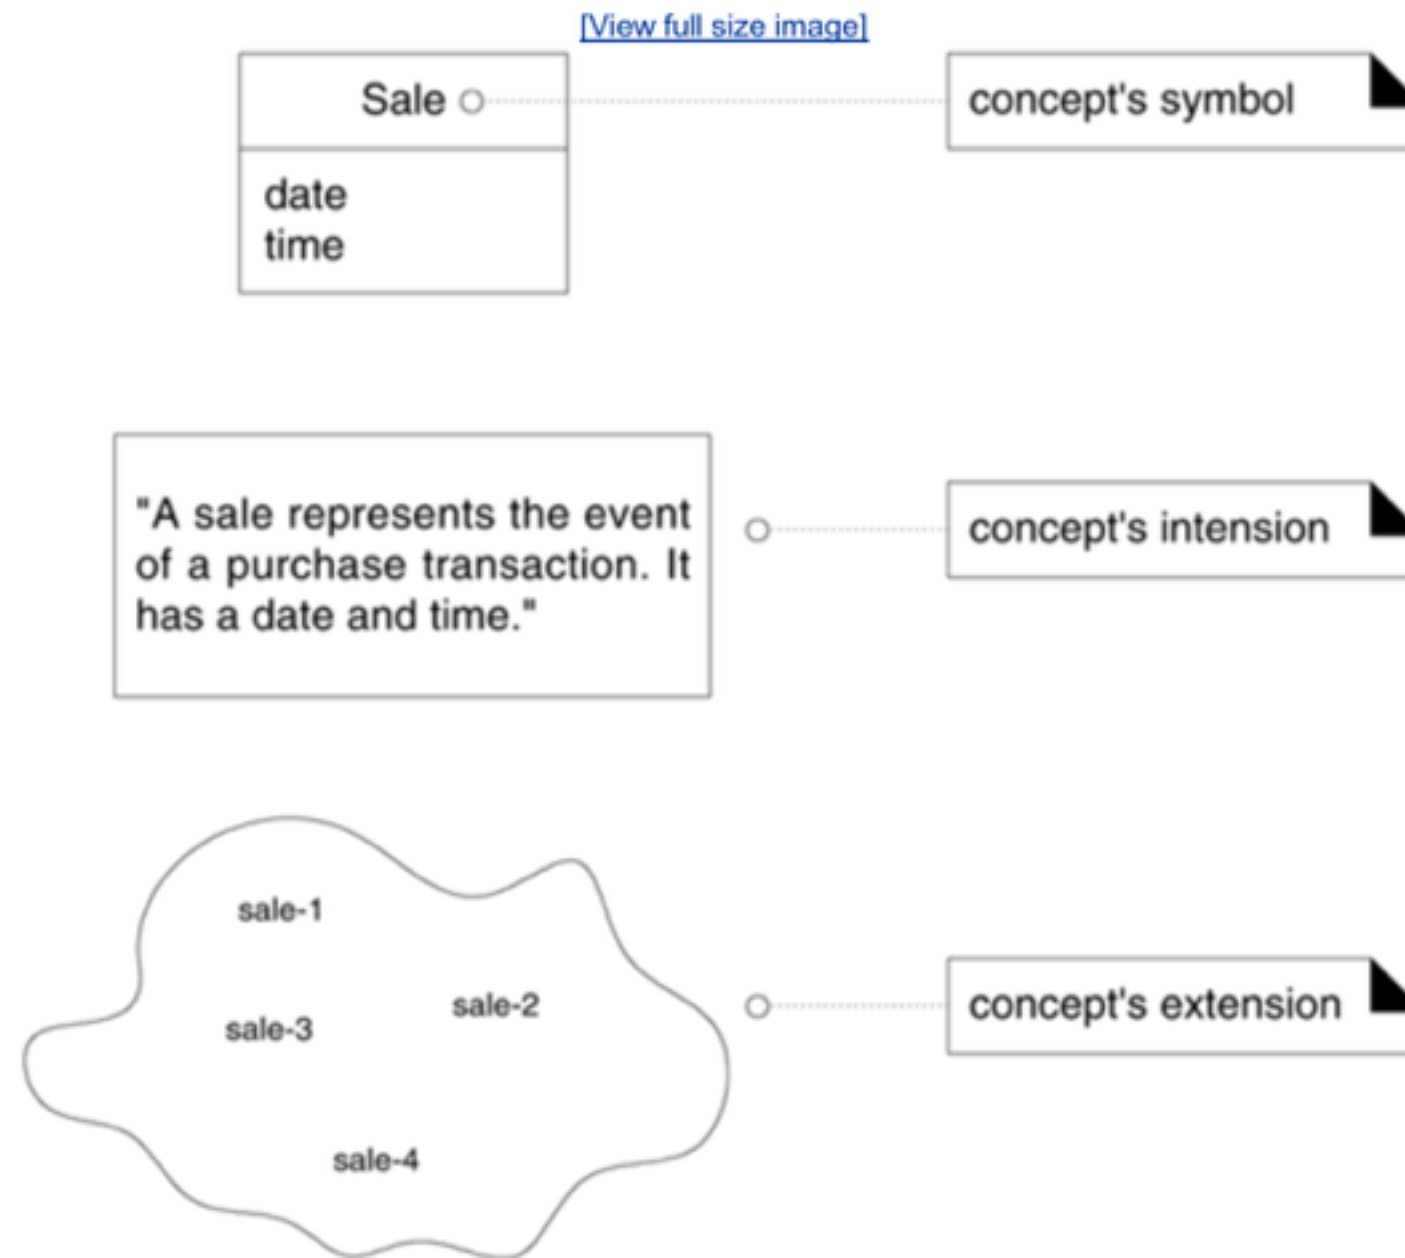 [View full size image]
Sale
concept's symbol
date
time
"A sale represents the event
of a purchase transaction. It
has a date and time."
concept's intension
sale-1
sale-2
sale-3
concept's extension
sale-4